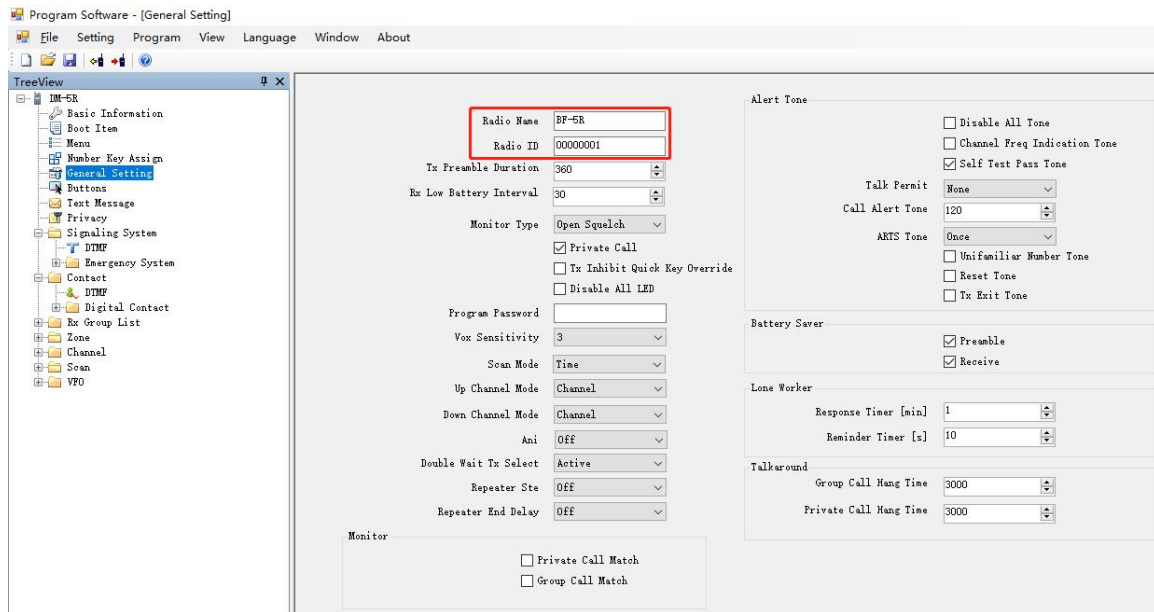 Program Software - [General Setting]
File Setting Program View Language Window About
TreeView
DM-5R
Basic Information
Boot Item
Menu
Number Key Assign
General Setting
Buttons
Text Message
Privacy
Signaling System
DTMF
Emergency System
Contact
DTMF
Digital Contact
Rx Group List
Zone
Channel
Scan
VFO
Radio Name BF-5R
Radio ID 00000001
Tx Preamble Duration 360
Rx Low Battery Interval 30
Monitor Type Open Squelch
Private Call
Tx Inhibit Quick Key Override
Disable All LED
Program Password
Vox Sensitivity 3
Scan Mode Time
Up Channel Mode Channel
Down Channel Mode Channel
Ani Off
Double Wait Tx Select Active
Repeater Ste Off
Repeater End Delay Off
Monitor
Private Call Match
Group Call Match
Alert Tone
Disable All Tone
Channel Freq Indication Tone
Self Test Pass Tone
Talk Permit None
Call Alert Tone 120
ARTS Tone Once
Unifamiliar Number Tone
Reset Tone
Tx Exit Tone
Battery Saver
Preamble
Receive
Lone Worker
Response Timer [min] 1
Reminder Timer [s] 10
Talkaround
Group Call Hang Time 3000
Private Call Hang Time 3000